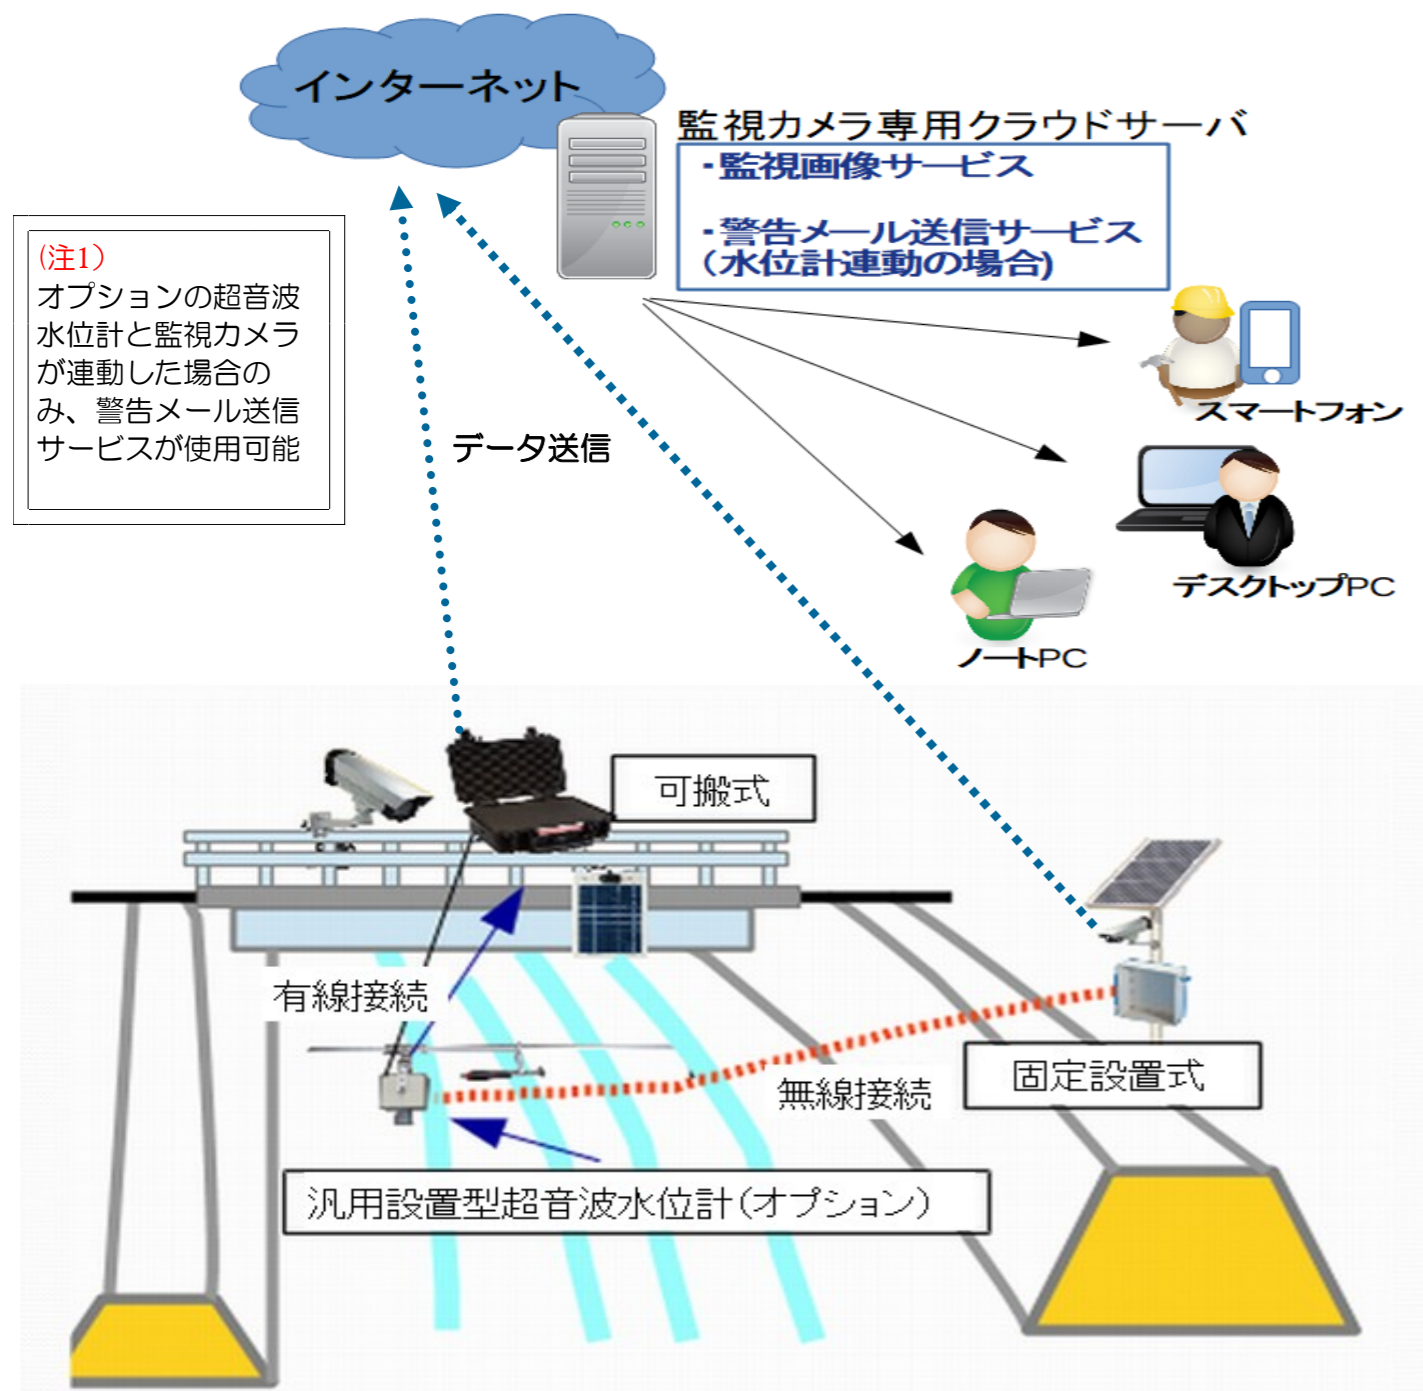 インターネット
監視カメラ専用クラウドサーバ
・監視画像サービス
・警告メール送信サービス
（水位計連動の場合)
(注1）
オプションの超音波
水位計と監視カメラ
が連動した場合の
み、警告メール送信
サービスが使用可能
データ送信
スマートフォン
デスクトップPC
ノートPC
可搬式
有線接続
無線接続
固定設置式
汎用設置型超音波水位計(オプション)